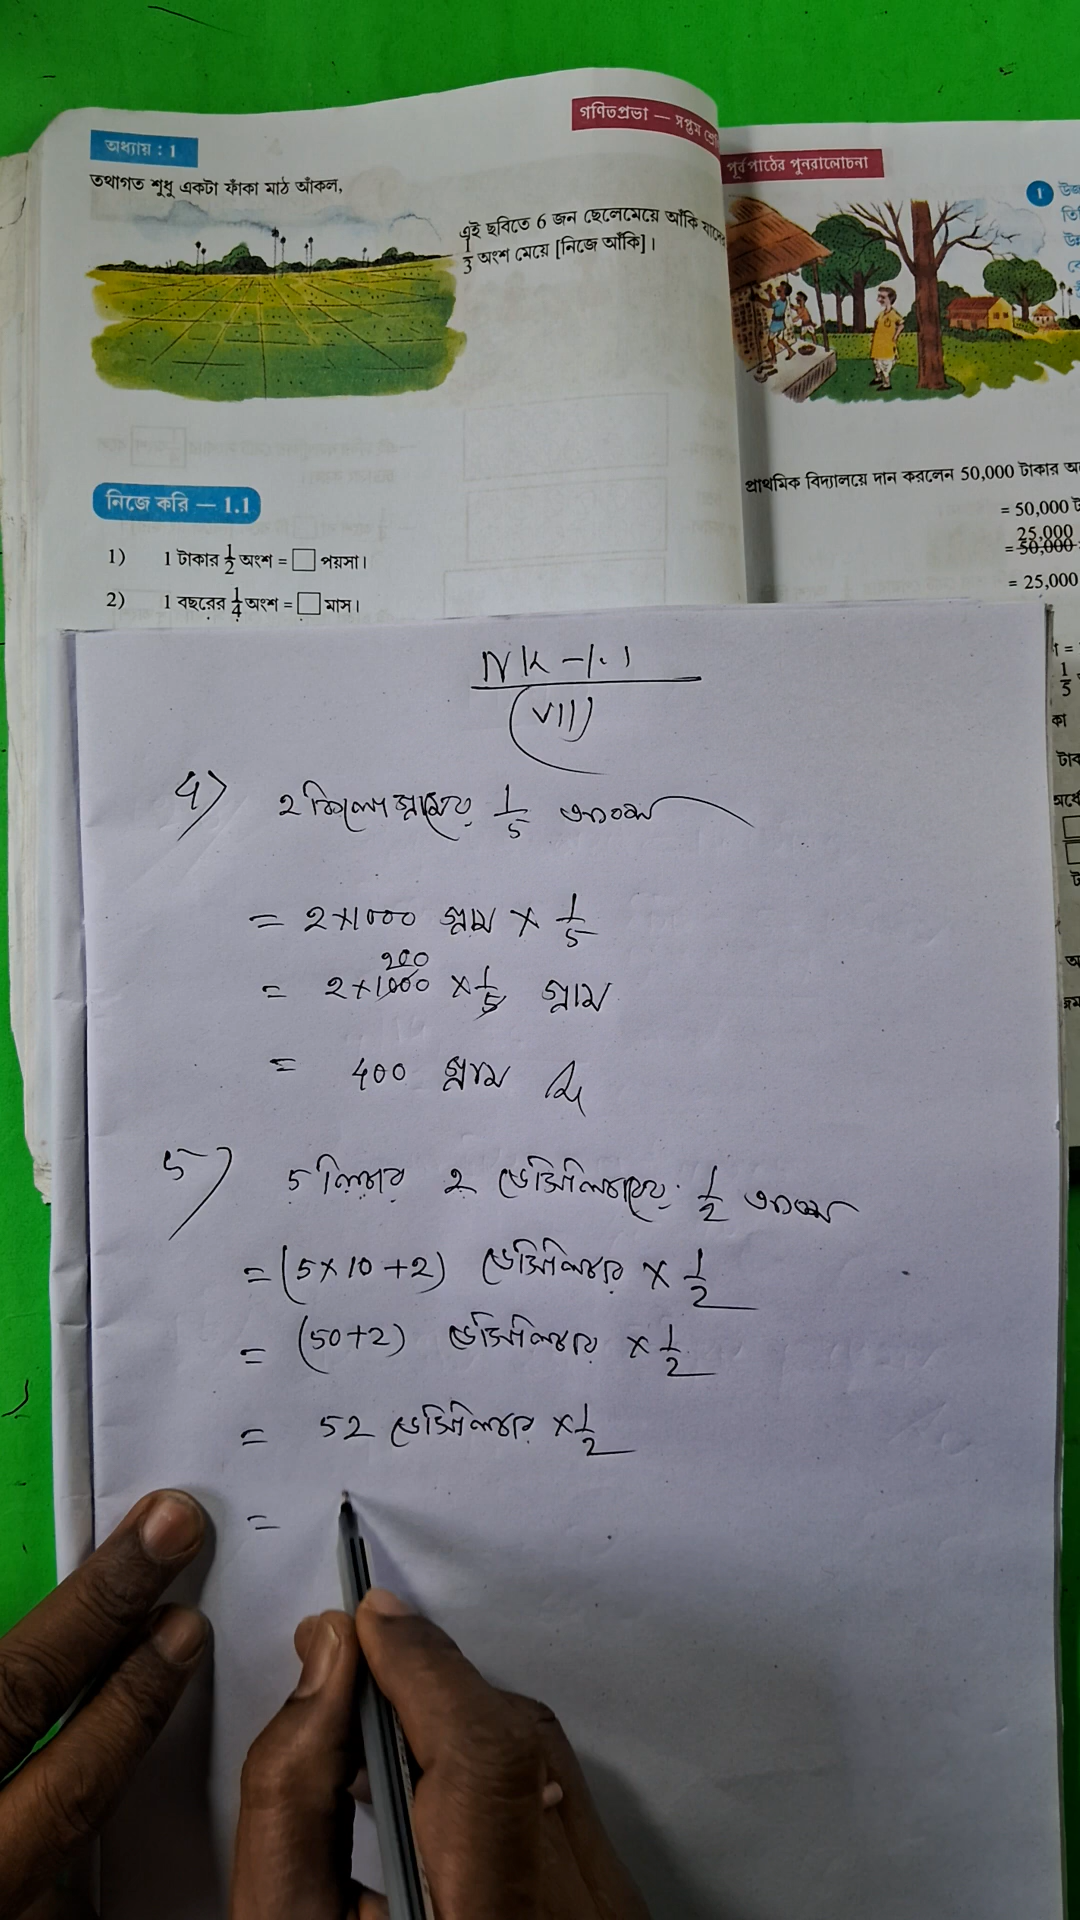 অধ্যায় : 1
গণিতপ্রভা — সপ্তম
তথাগত শুধু একটা ফাঁকা মাঠ আঁকল,
এই ছবিতে 6 জন ছেলেমেয়ে আঁকি যাদের
1/3 অংশ মেয়ে [নিজে আঁকি]।
নিজে করি — 1.1
1) 1 টাকার 1/2 অংশ = □ পয়সা।
2) 1 বছরের 1/4 অংশ = □ মাস।
পূর্বপাঠের পুনরালোচনা
1
প্রাথমিক বিদ্যালয়ে দান করলেন 50,000 টাকার
= 50,000
25,000
= 50,000
= 25,000
1/5
NK - 1.1
(VII)
4) 2 কিলোগ্রামের 1/5 অংশ
= 2×1000 গ্রাম × 1/5
200
= 2×1000 × 1/5 গ্রাম
= 400 গ্রাম
5) 5 লিটার 2 ডেসিলিটারের 1/2 অংশ
= (5×10+2) ডেসিলিটার × 1/2
= (50+2) ডেসিলিটার × 1/2
= 52 ডেসিলিটার × 1/2
=